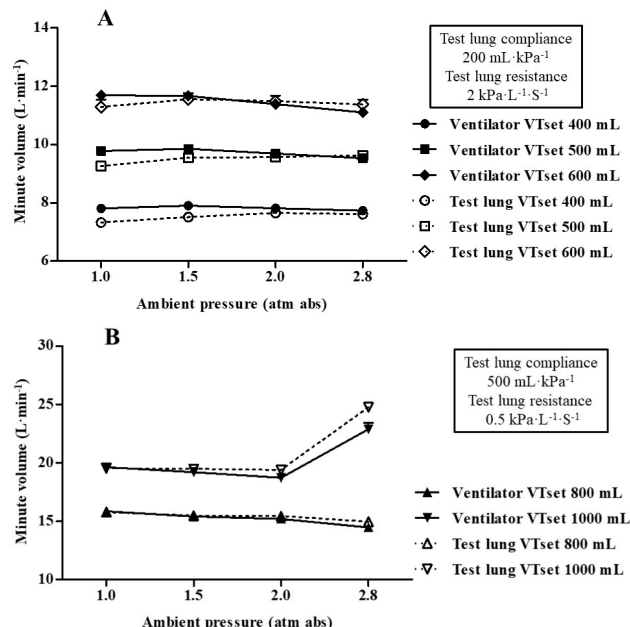 A
Minute volume (L·min⁻¹)
14
12
10
8
6
1.0 1.5 2.0 2.8
Ambient pressure (atm abs)
Test lung compliance
200 mL·kPa⁻¹
Test lung resistance
2 kPa·L⁻¹·S⁻¹
Ventilator VTset 400 mL
Ventilator VTset 500 mL
Ventilator VTset 600 mL
Test lung VTset 400 mL
Test lung VTset 500 mL
Test lung VTset 600 mL
B
Minute volume (L·min⁻¹)
30
25
20
15
10
1.0 1.5 2.0 2.8
Ambient pressure (atm abs)
Test lung compliance
500 mL·kPa⁻¹
Test lung resistance
0.5 kPa·L⁻¹·S⁻¹
Ventilator VTset 800 mL
Ventilator VTset 1000 mL
Test lung VTset 800 mL
Test lung VTset 1000 mL